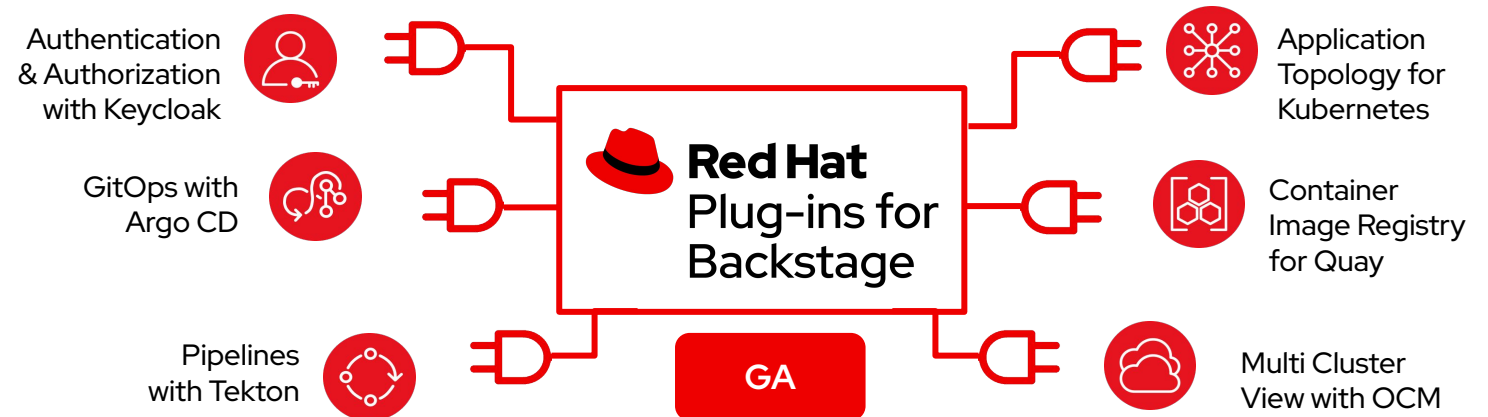 Authentication
& Authorization
with Keycloak
GitOps with
Argo CD
Pipelines
with Tekton
Red Hat
Plug-ins for
Backstage
GA
Application
Topology for
Kubernetes
Container
Image Registry
for Quay
Multi Cluster
View with OCM